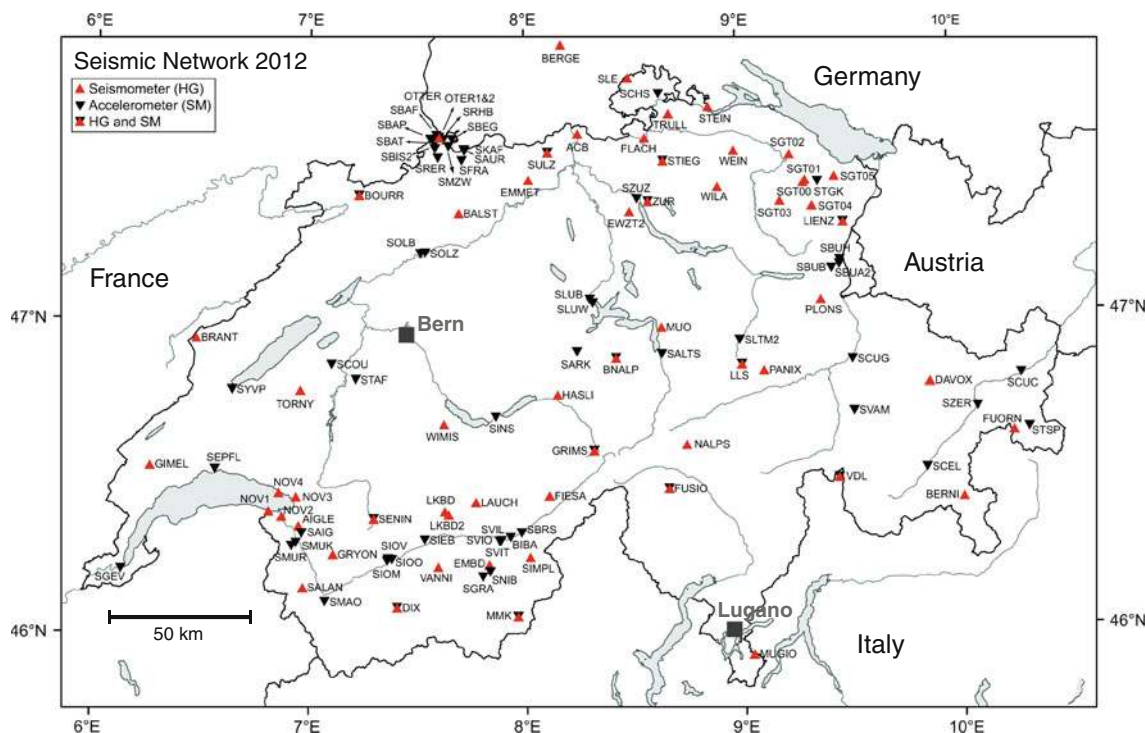 6°E
7°E
8°E
9°E
10°E
Seismic Network 2012
Seismometer (HG)
Accelerometer (SM)
HG and SM
BERGE
Germany
SLE
SCHS
STEIN
TRULL
OTTER
OTER1&2
SBAF
SRHB
SBAP
SBEG
SBAT
SKAF
SBIS2
SAUR
SRER
SFRA
SMZW
SULZ
ACB
FLACH
STIEG
WEIN
SGT02
SGT01
SGT05
SGT00
STGK
SGT04
SGT03
LIENZ
BOURR
EMMET
BALST
SZUZ
ZUR
WILA
EWZT2
SOLB
SOLZ
SBUH
SBUB
SBUA2
Austria
France
47°N
47°N
SLUB
SLUW
PLONS
Bern
BRANT
MUO
SLTM2
SARK
SALTS
BNALP
LLS
PANIX
SCUG
SCOU
STAF
SYVP
TORNY
HASLI
DAVOX
SCUC
SVAM
SZER
FUORN
STSP
WIMIS
SINS
NALPS
GRIMS
GIMEL
SEPFL
FUSIO
VDL
SCEL
BERNI
NOV4
NOV3
NOV1
NOV2
AIGLE
SAIG
SMUK
SMUR
SENIN
LKBD
LAUCH
FIESA
LKBD2
SVIL
SBRS
SIEB
SVIO
BIBA
SVIT
GRYON
SIOV
SIOO
SIOM
VANNI
EMBD
SIMPL
SNIB
SGRA
SGEV
SALAN
SMAO
DIX
MMK
Lugano
50 km
46°N
46°N
MUGIO
Italy
6°E
7°E
8°E
9°E
10°E